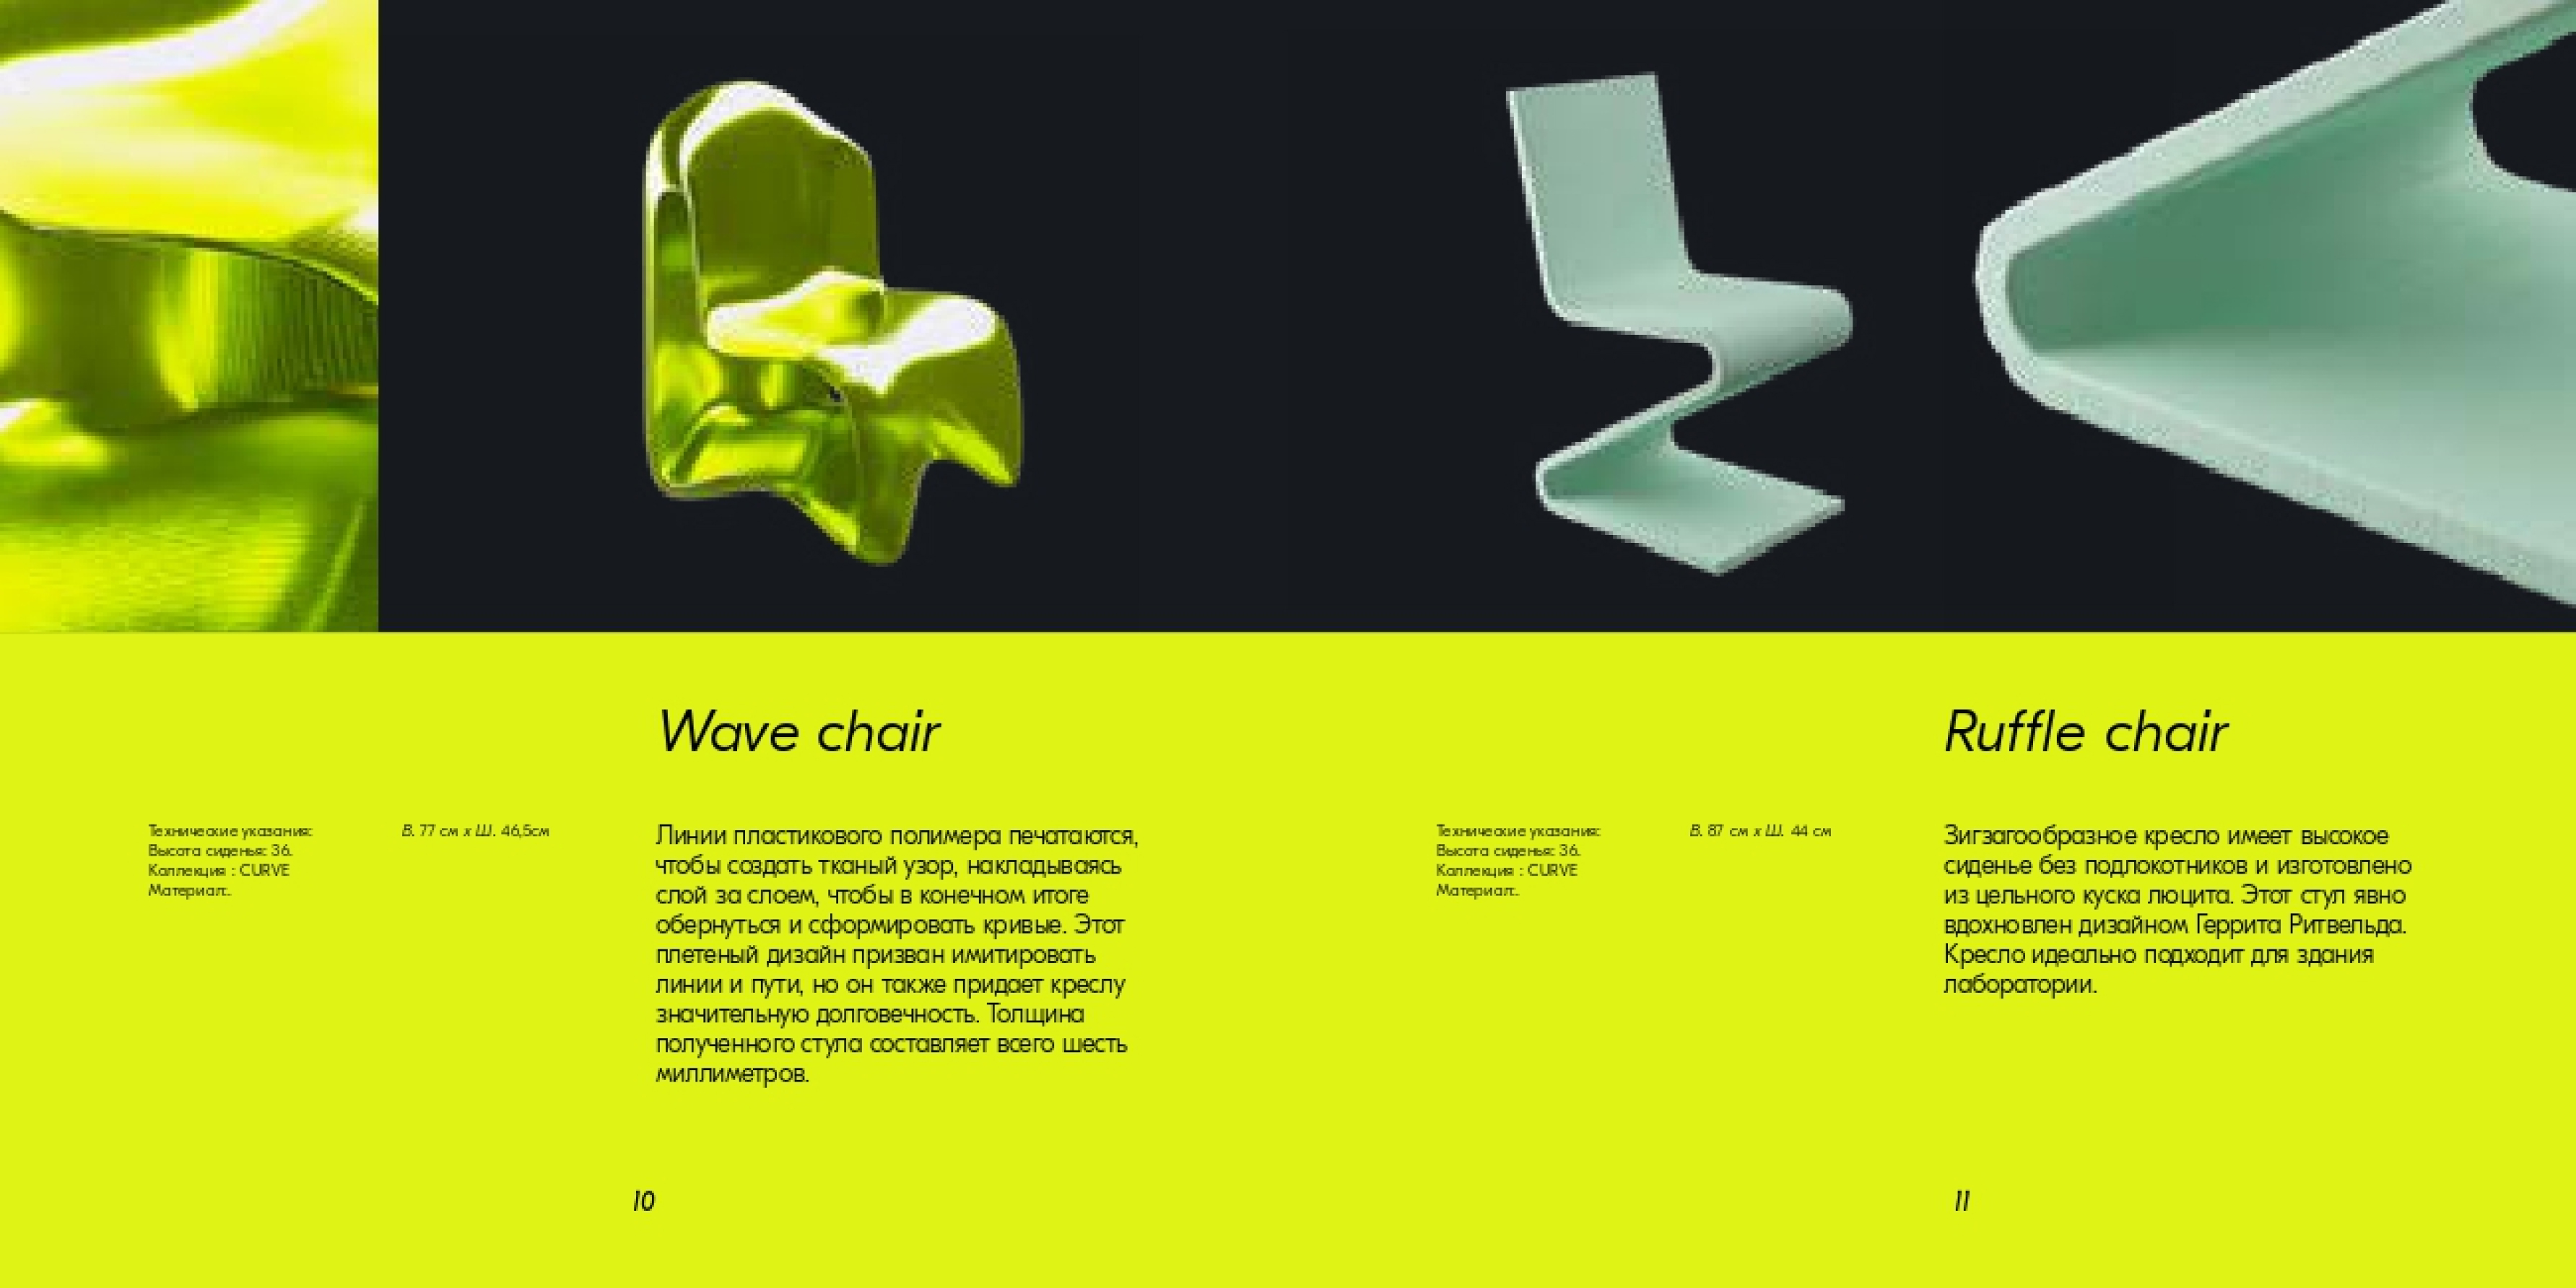 Wave chair
Технические указания:
Высота сиденья: 36.
Коллекция : CURVE
Материал:.
В. 77 см x Ш. 46,5см
Линии пластикового полимера печатаются,
чтобы создать тканый узор, накладываясь
слой за слоем, чтобы в конечном итоге
обернуться и сформировать кривые. Этот
плетеный дизайн призван имитировать
линии и пути, но он также придает креслу
значительную долговечность. Толщина
полученного стула составляет всего шесть
миллиметров.
10
Ruffle chair
Технические указания:
Высота сиденья: 36.
Коллекция : CURVE
Материал:.
В. 87 см x Ш. 44 см
Зигзагообразное кресло имеет высокое
сиденье без подлокотников и изготовлено
из цельного куска люцита. Этот стул явно
вдохновлен дизайном Геррита Ритвельда.
Кресло идеально подходит для здания
лаборатории.
11